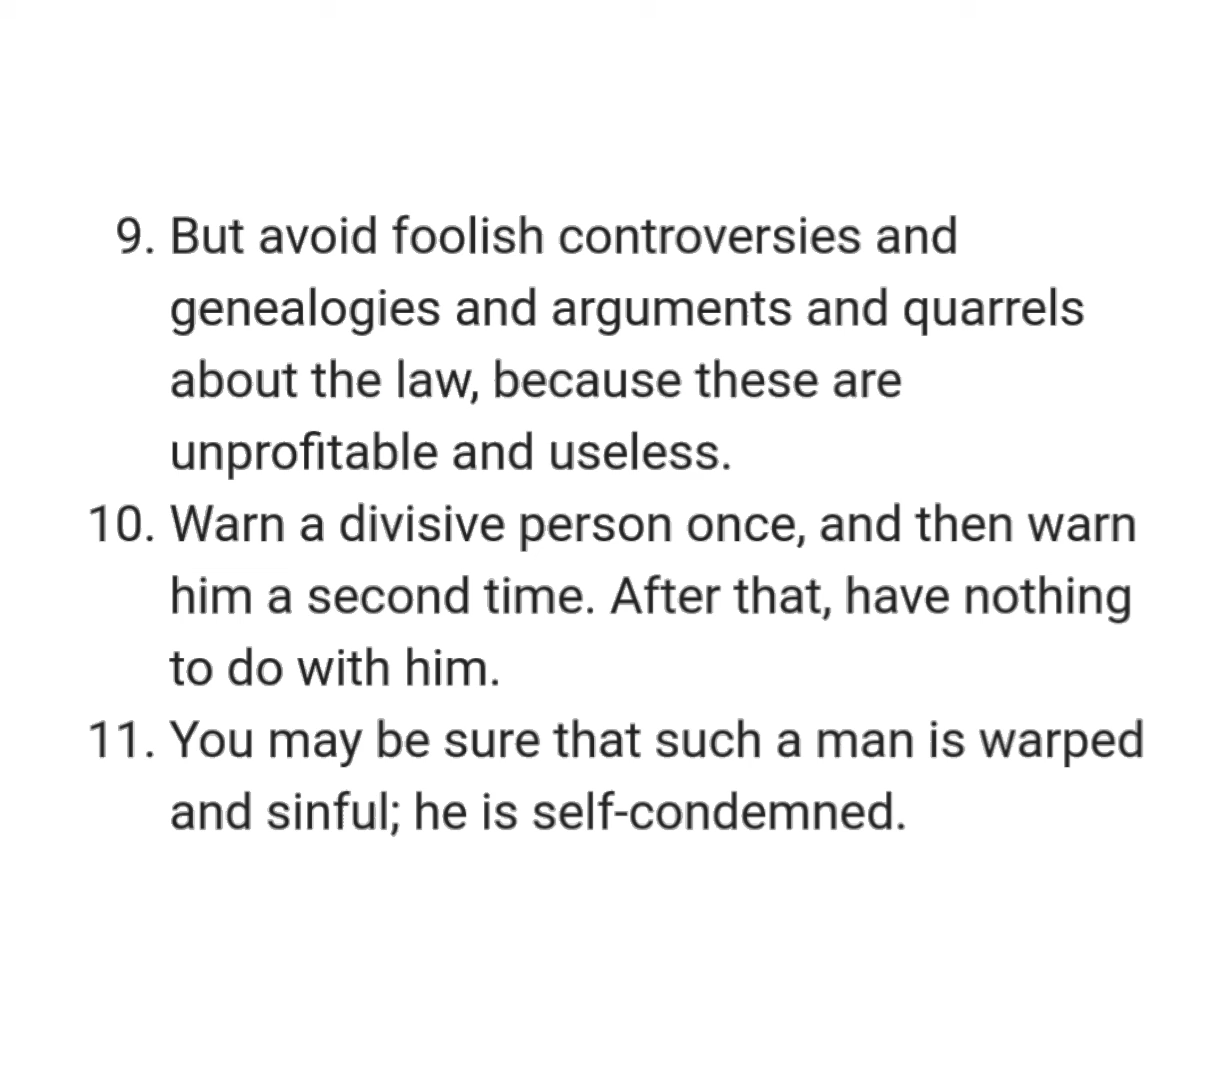 9. But avoid foolish controversies and
genealogies and arguments and quarrels
about the law, because these are
unprofitable and useless.
10. Warn a divisive person once, and then warn
him a second time. After that, have nothing
to do with him.
11. You may be sure that such a man is warped
and sinful; he is self-condemned.